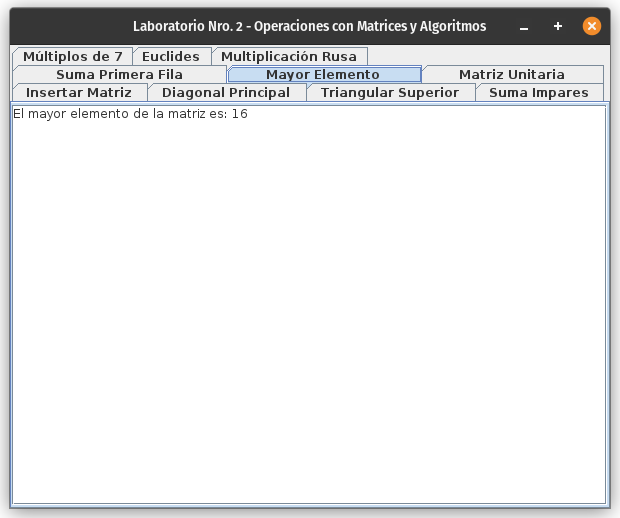 Laboratorio Nro. 2 - Operaciones con Matrices y Algoritmos
Múltiplos de 7 Euclides Multiplicación Rusa
Suma Primera Fila Mayor Elemento Matriz Unitaria
Insertar Matriz Diagonal Principal Triangular Superior Suma Impares
El mayor elemento de la matriz es: 16